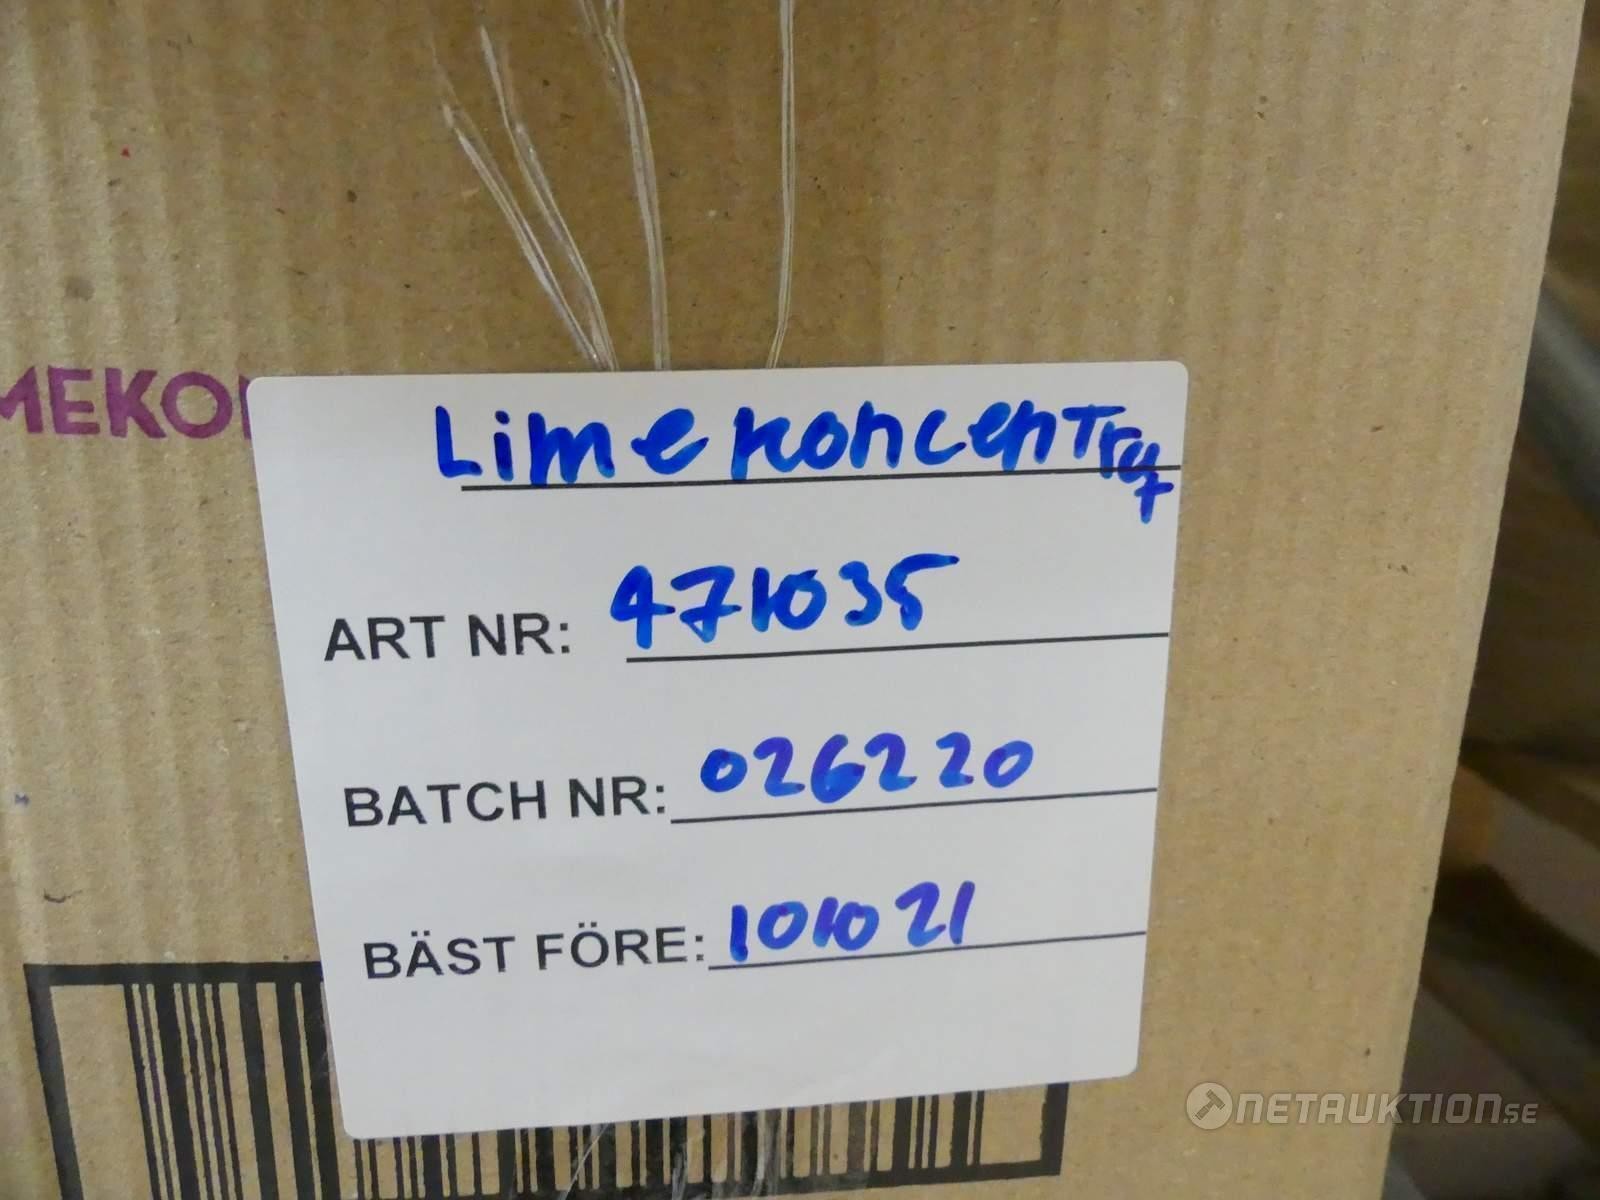 MEKO
Limekoncentrat
ART NR: 471035
BATCH NR: 026220
BÄST FÖRE: 101021
NETAUKTION.SE